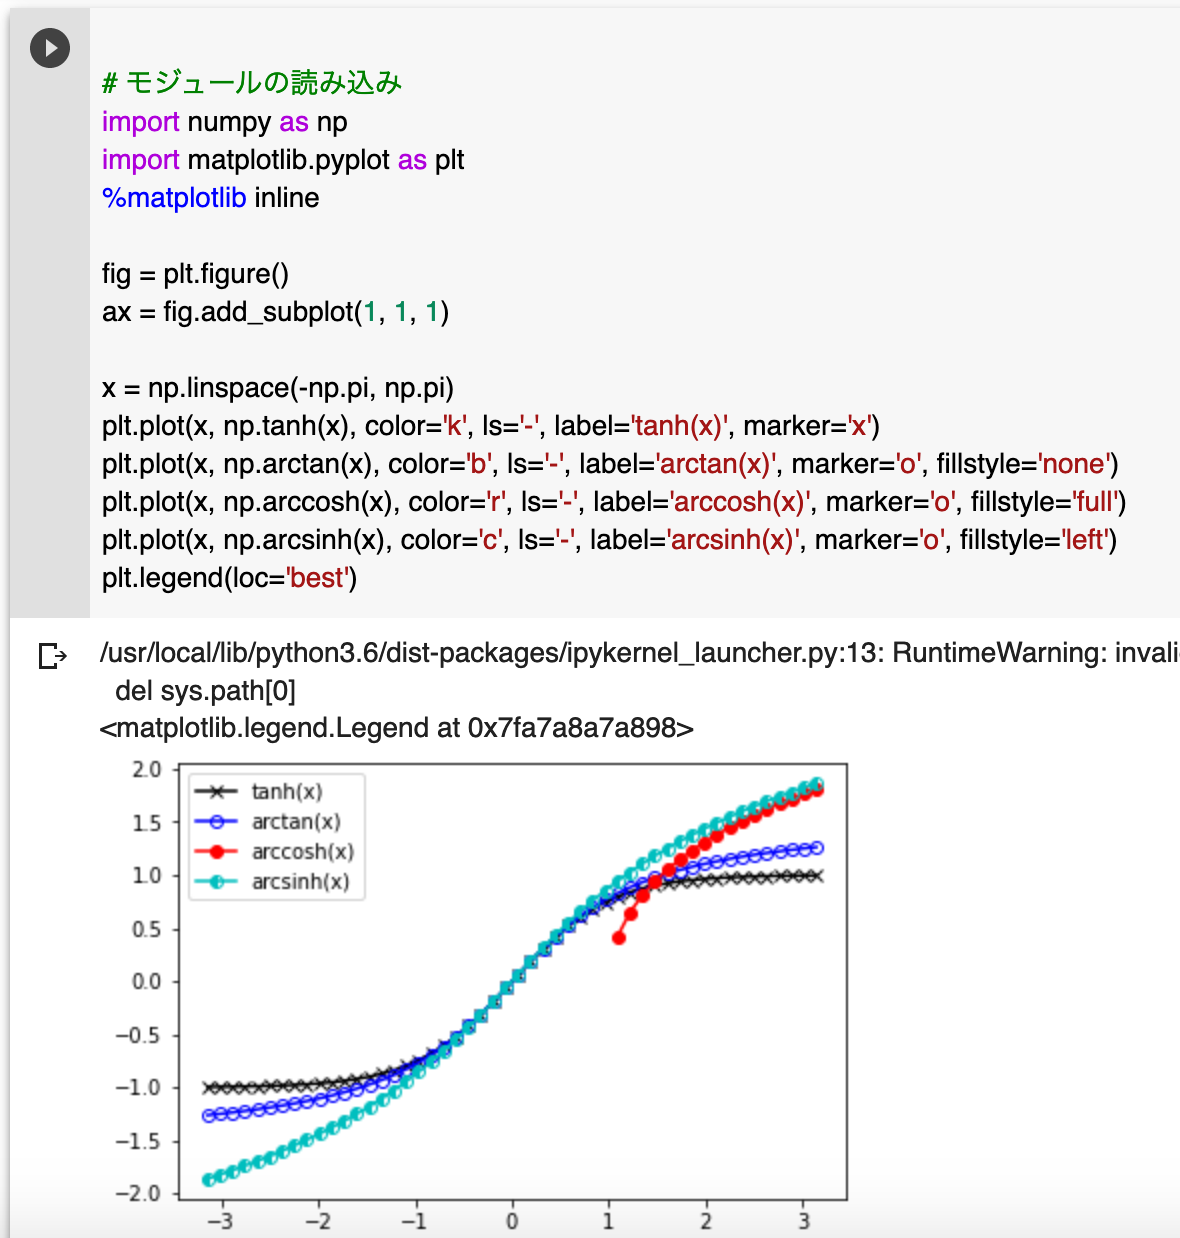 # モジュールの読み込み
import numpy as np
import matplotlib.pyplot as plt
%matplotlib inline
fig = plt.figure()
ax = fig.add_subplot(1, 1, 1)
x = np.linspace(-np.pi, np.pi)
plt.plot(x, np.tanh(x), color='k', ls='-', label='tanh(x)', marker='x')
plt.plot(x, np.arctan(x), color='b', ls='-', label='arctan(x)', marker='o', fillstyle='none')
plt.plot(x, np.arccosh(x), color='r', ls='-', label='arccosh(x)', marker='o', fillstyle='full')
plt.plot(x, np.arcsinh(x), color='c', ls='-', label='arcsinh(x)', marker='o', fillstyle='left')
plt.legend(loc='best')
/usr/local/lib/python3.6/dist-packages/ipykernel_launcher.py:13: RuntimeWarning: invali
del sys.path[0]
<matplotlib.legend.Legend at 0x7fa7a8a7a898>
tanh(x)
arctan(x)
arccosh(x)
arcsinh(x)
2.0
1.5
1.0
0.5
0.0
−0.5
−1.0
−1.5
−2.0
−3 −2 −1 0 1 2 3